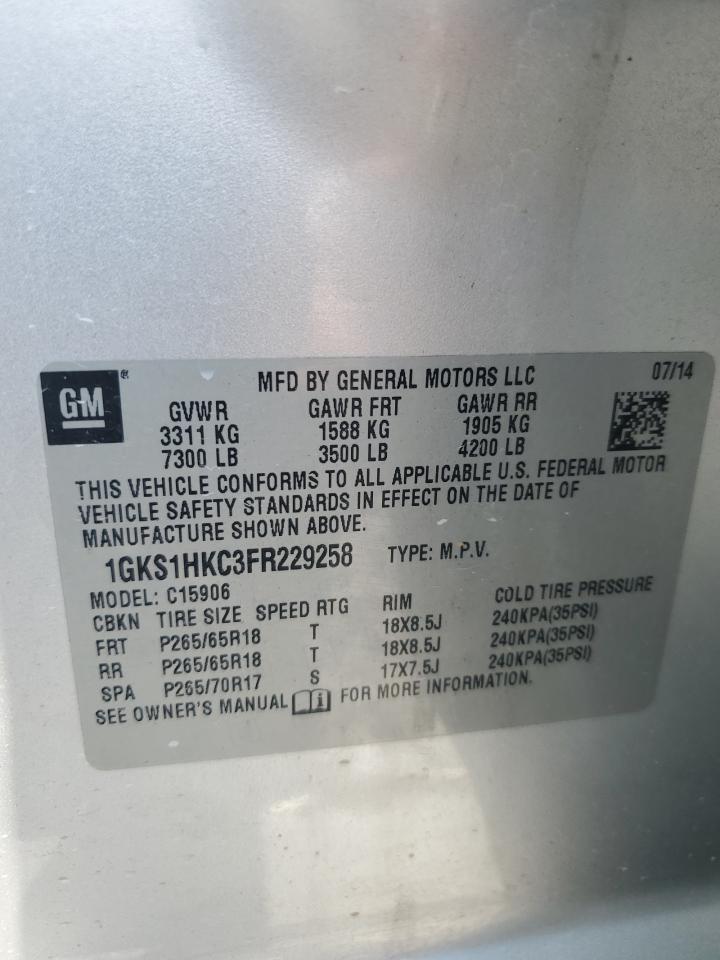 GM ® MFD BY GENERAL MOTORS LLC 07/14
GVWR GAWR FRT GAWR RR
3311 KG 1588 KG 1905 KG
7300 LB 3500 LB 4200 LB
THIS VEHICLE CONFORMS TO ALL APPLICABLE U.S. FEDERAL MOTOR
VEHICLE SAFETY STANDARDS IN EFFECT ON THE DATE OF
MANUFACTURE SHOWN ABOVE.
1GKS1HKC3FR229258 TYPE: M.P.V.
MODEL: C15906
CBKN TIRE SIZE SPEED RTG RIM COLD TIRE PRESSURE
FRT P265/65R18 T 18X8.5J 240KPA(35PSI)
RR P265/65R18 T 18X8.5J 240KPA(35PSI)
SPA P265/70R17 S 17X7.5J 240KPA(35PSI)
SEE OWNER'S MANUAL i FOR MORE INFORMATION.